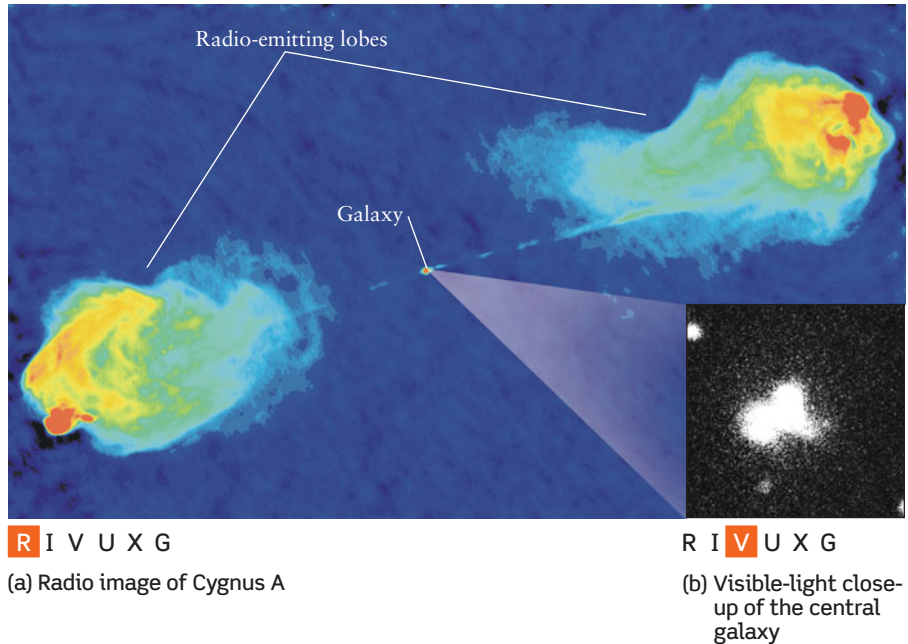 Radio-emitting lobes
Galaxy
R I V U X G
(a) Radio image of Cygnus A
R I V U X G
(b) Visible-light close-
up of the central
galaxy